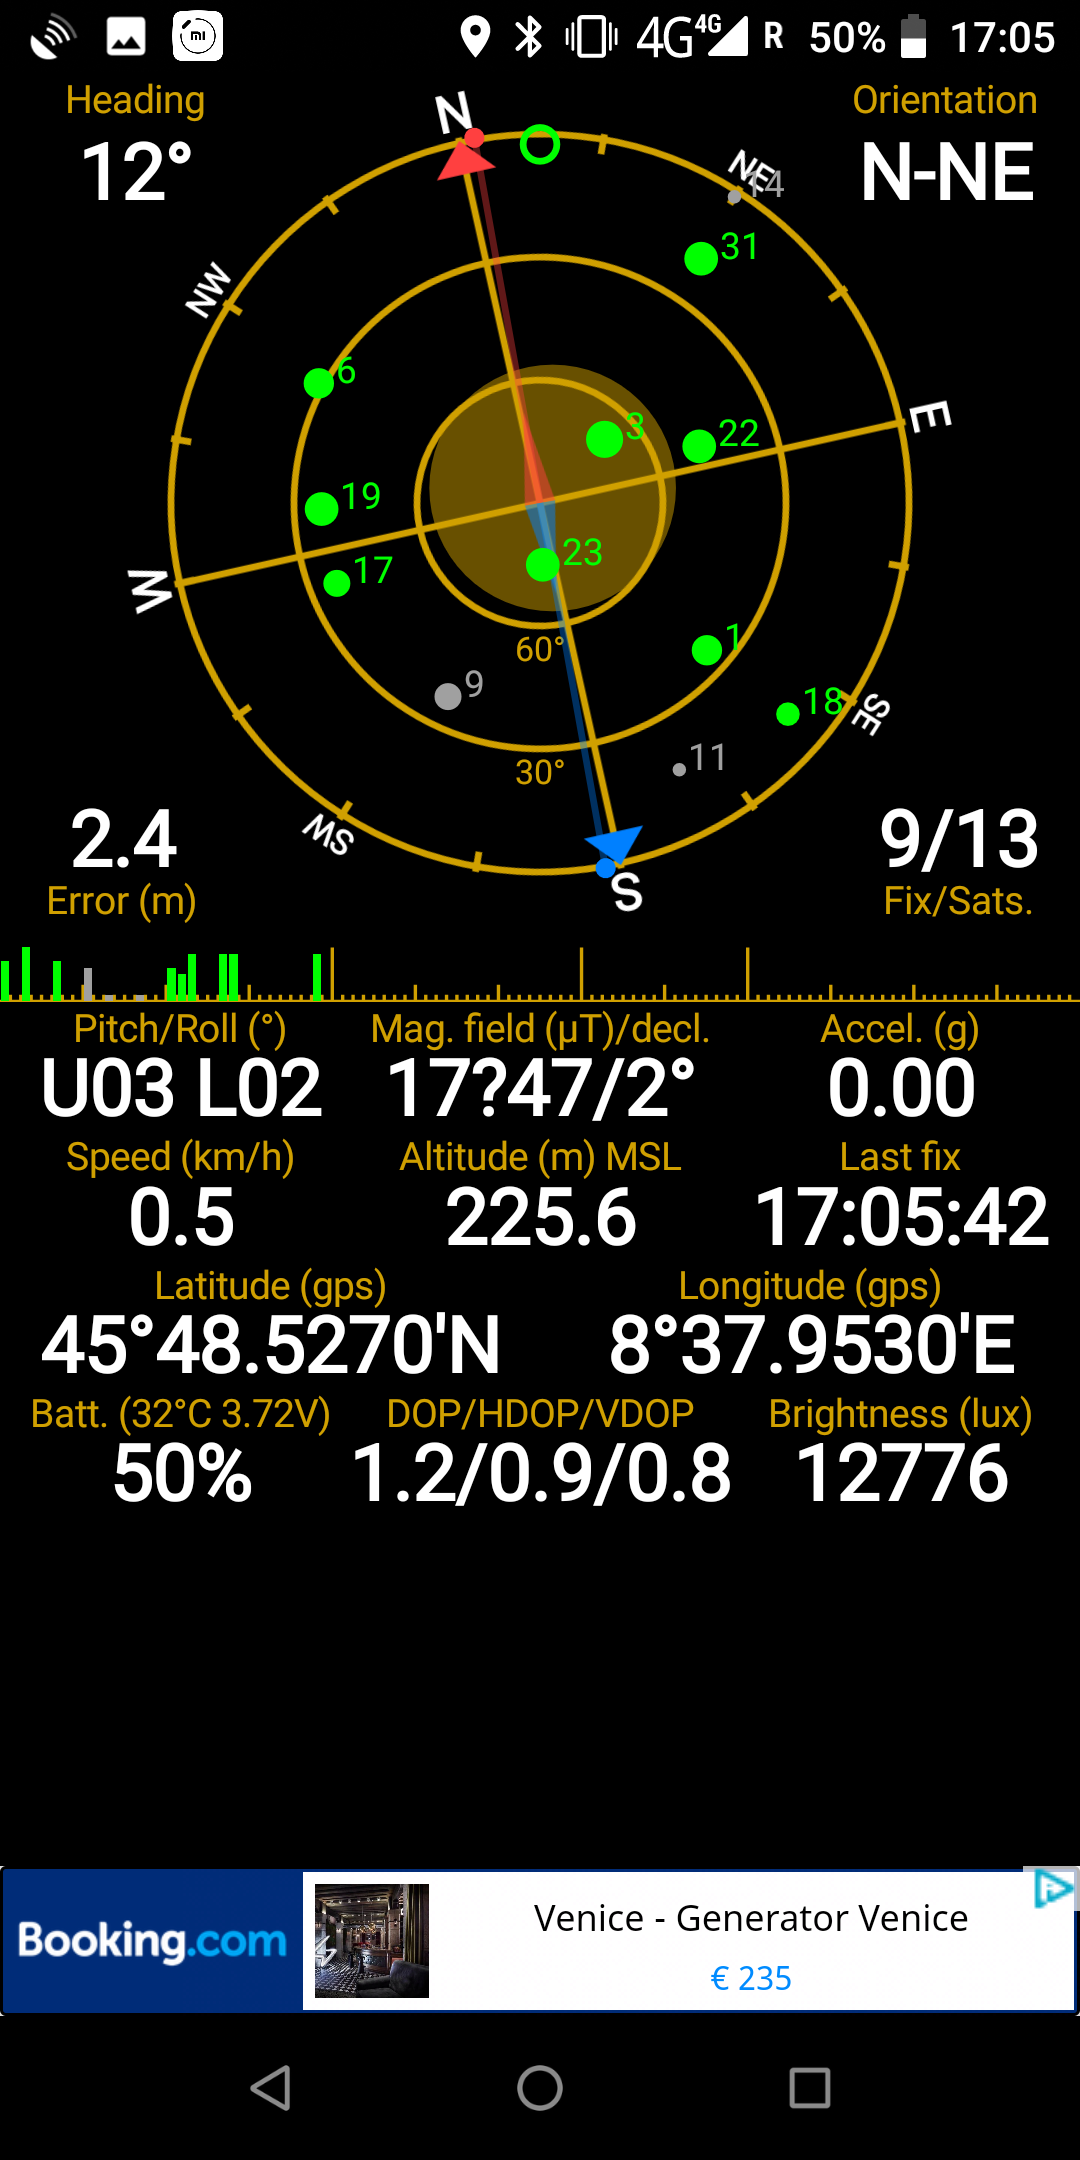 4G 4G R 50% 17:05
Heading
12°
Orientation
N-NE
N
NE
14
31
NW
6
E
3
22
19
23
17
W
60°
1
9
18
SE
11
30°
SW
S
2.4
Error (m)
9/13
Fix/Sats.
Pitch/Roll (°) Mag. field (μT)/decl. Accel. (g)
U03 L02 17?47/2° 0.00
Speed (km/h) Altitude (m) MSL Last fix
0.5 225.6 17:05:42
Latitude (gps) Longitude (gps)
45°48.5270'N 8°37.9530'E
Batt. (32°C 3.72V) DOP/HDOP/VDOP Brightness (lux)
50% 1.2/0.9/0.8 12776
Booking.com
Venice - Generator Venice
€ 235